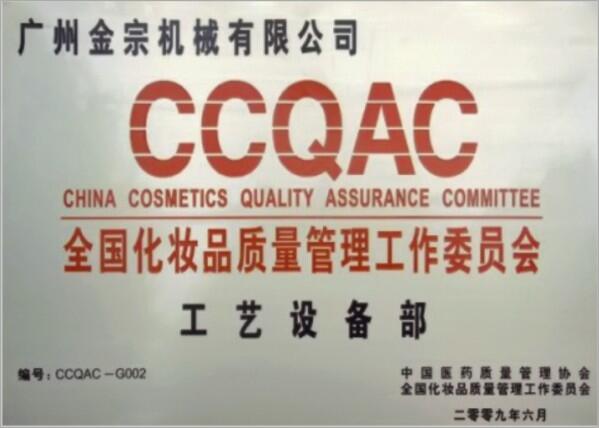 广州金宗机械有限公司
CCQAC
CHINA COSMETICS QUALITY ASSURANCE COMMITTEE
全国化妆品质量管理工作委员会
工艺设备部
编号:CCQAC-G002
中国医药质量管理协会
全国化妆品质量管理工作委员会
二零零九年六月